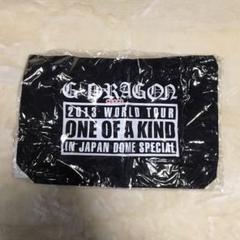 G-DRAGON
2013 WORLD TOUR
ONE OF A KIND
IN JAPAN DOME SPECIAL